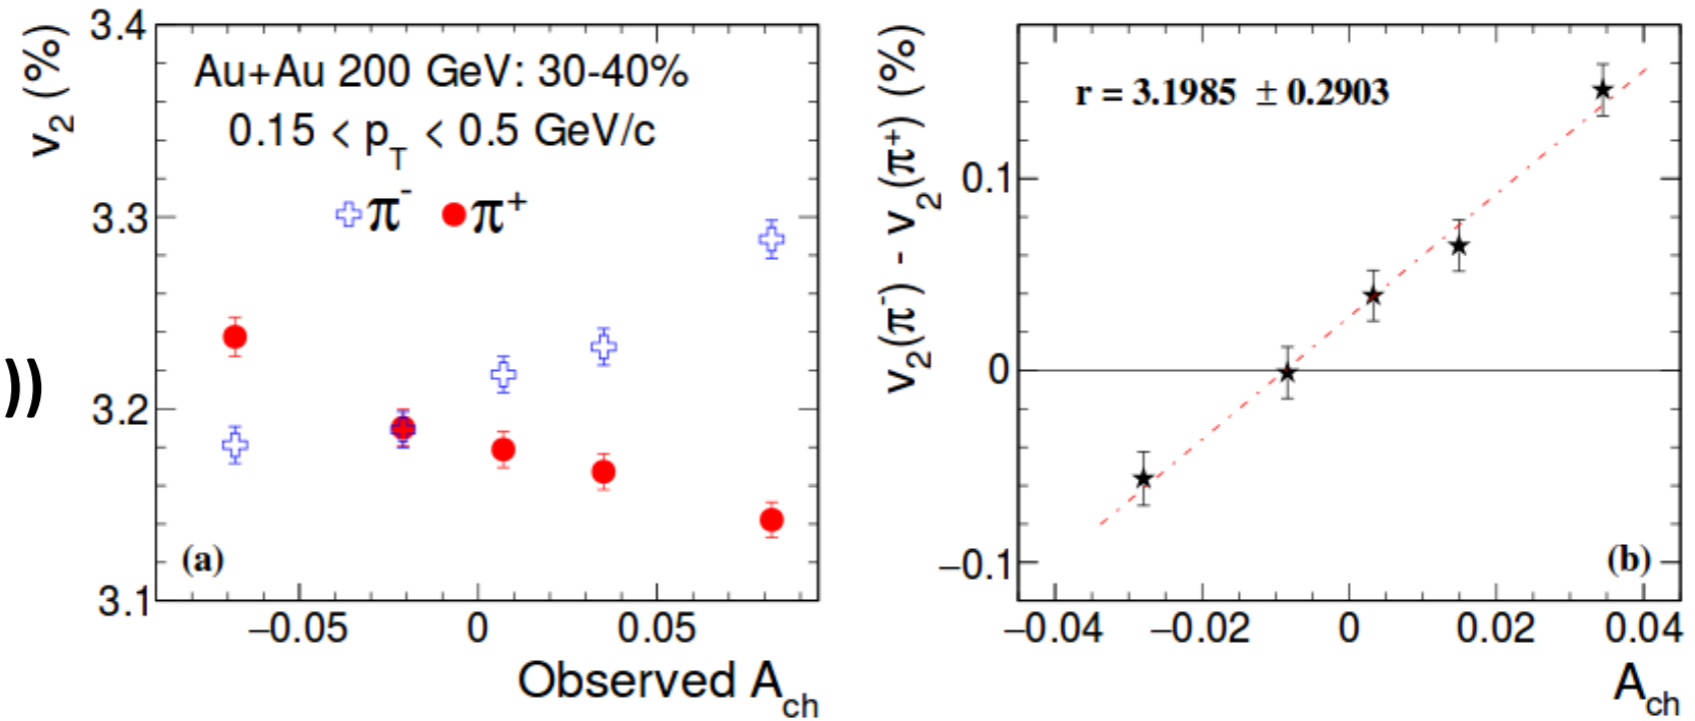 ))
v2 (%)
3.4
3.3
3.2
3.1
Au+Au 200 GeV: 30-40%
0.15 < pT < 0.5 GeV/c
π- π+
(a)
−0.05 0 0.05
Observed Ach
v2(π-) - v2(π+) (%)
0.1
0
−0.1
r = 3.1985 ± 0.2903
(b)
−0.04 −0.02 0 0.02 0.04
Ach